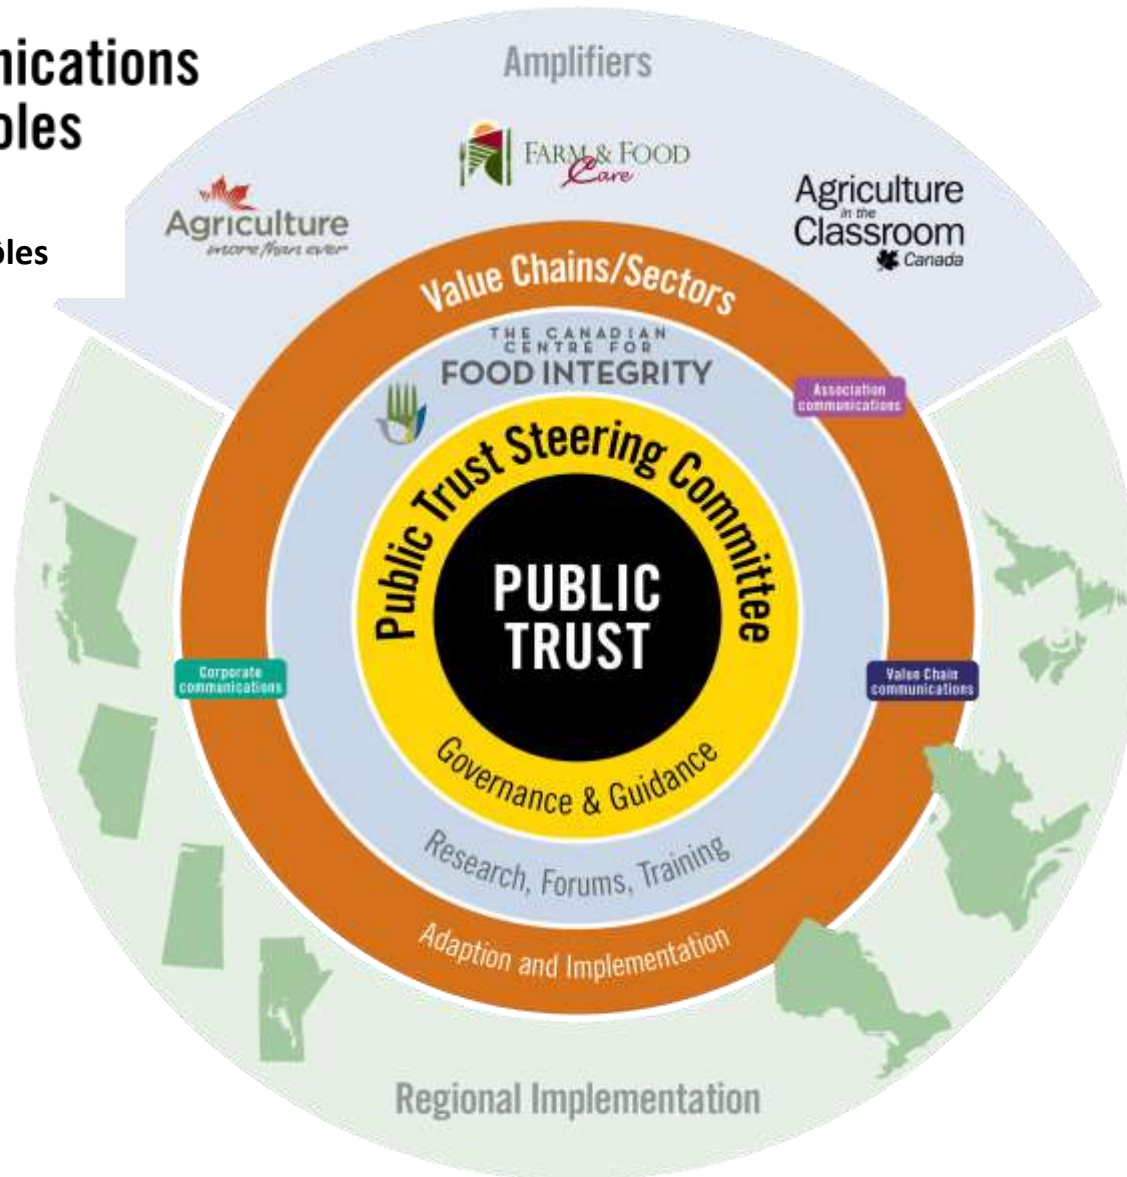 nications
oles
ôles
Amplifiers
Agriculture
more than ever
FARM & FOOD
Care
Agriculture
in the
Classroom
Canada
Value Chains/Sectors
THE CANADIAN
CENTRE FOR
FOOD INTEGRITY
Association
communications
Public Trust Steering Committee
PUBLIC
TRUST
Corporate
communications
Value Chain
communications
Governance & Guidance
Research, Forums, Training
Adaption and Implementation
Regional Implementation